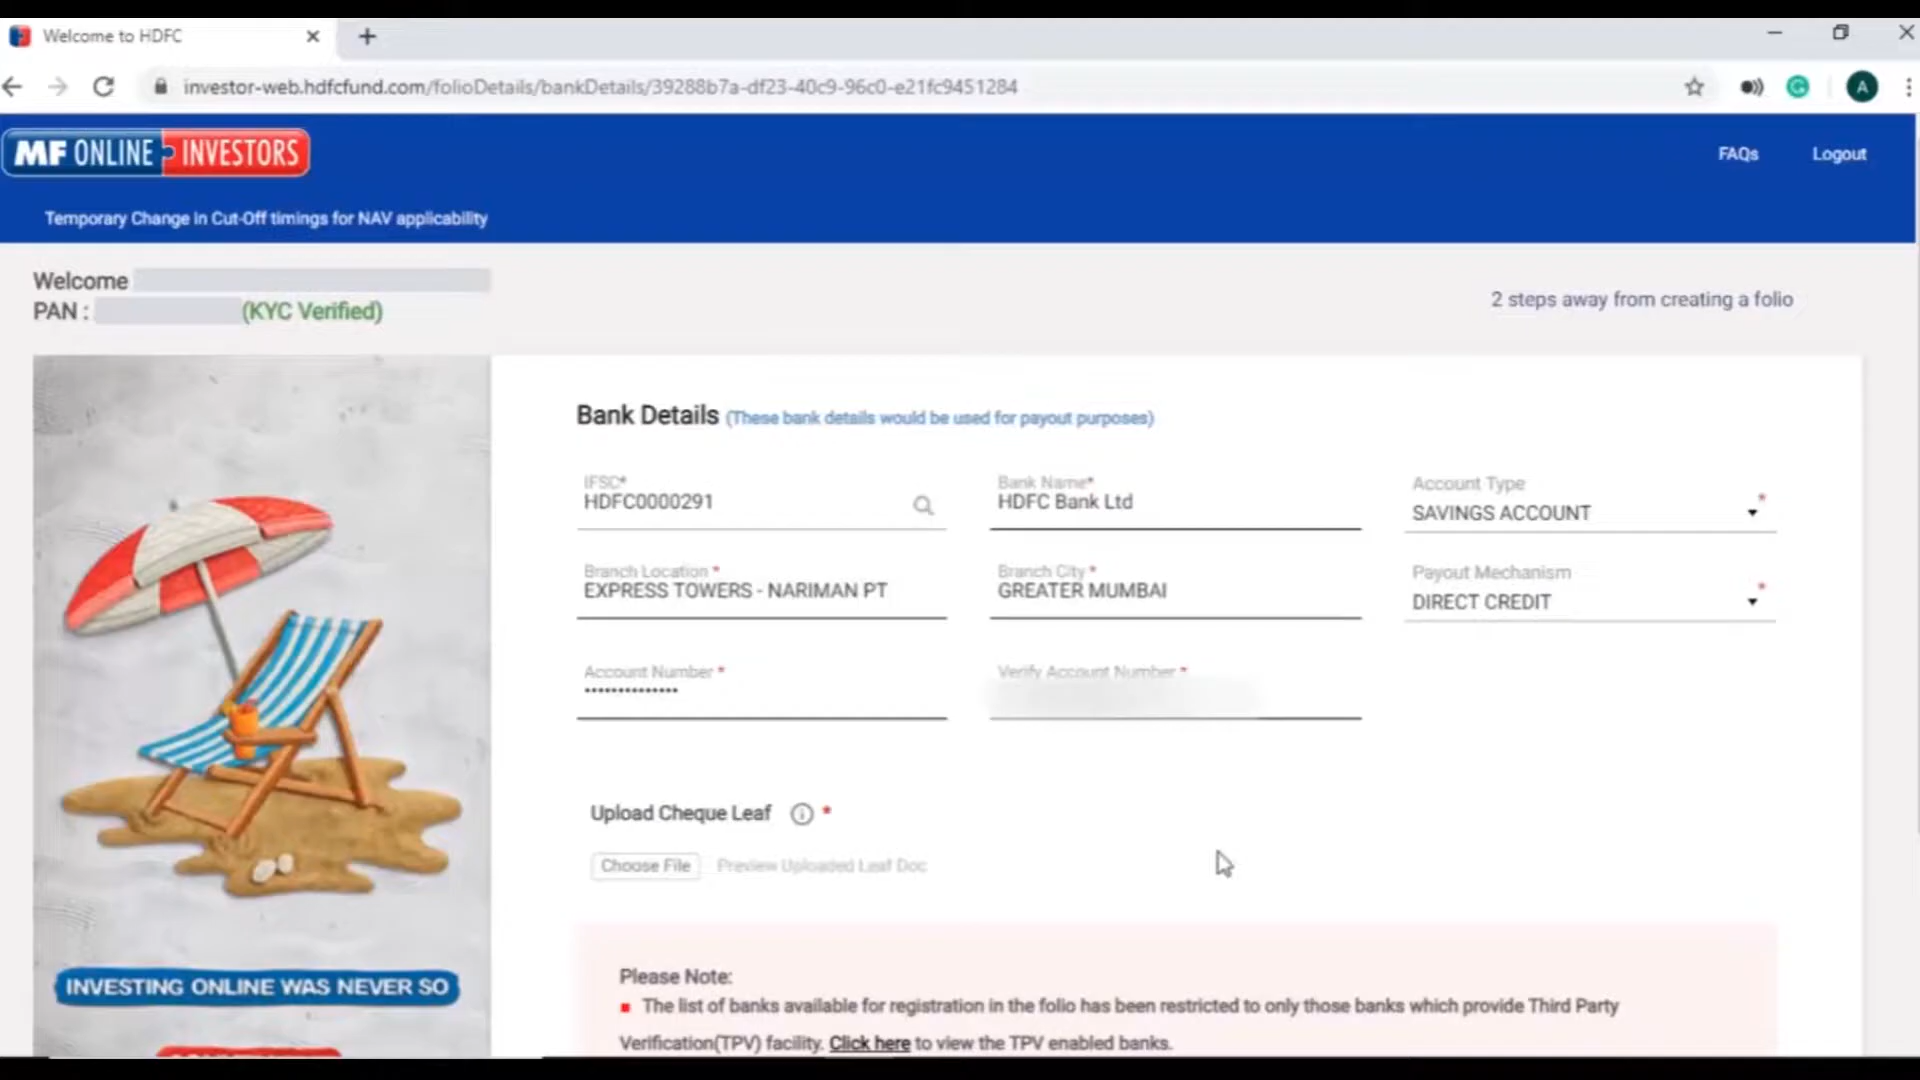 Welcome to HDFC
investor-web.hdfcfund.com/folioDetails/bankDetails/39288b7a-df23-40c9-96c0-e21fc9451284
A
MF ONLINE INVESTORS
FAQs
Logout
Temporary Change in Cut-Off timings for NAV applicability
Welcome
PAN : (KYC Verified)
2 steps away from creating a folio
Bank Details (These bank details would be used for payout purposes)
IFSC*
HDFC0000291
Bank Name*
HDFC Bank Ltd
Account Type *
SAVINGS ACCOUNT
Branch Location *
EXPRESS TOWERS - NARIMAN PT
Branch City *
GREATER MUMBAI
Payout Mechanism *
DIRECT CREDIT
Account Number *
••••••••••••••
Verify Account Number *
Upload Cheque Leaf *
Choose File Preview Uploaded Leaf Doc
INVESTING ONLINE WAS NEVER SO
Please Note:
The list of banks available for registration in the folio has been restricted to only those banks which provide Third Party
Verification(TPV) facility. Click here to view the TPV enabled banks.